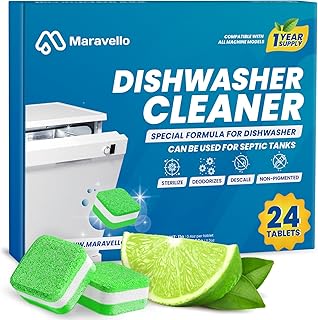 Maravello
COMPATIBLE WITH
ALL MACHINE MODELS
1 YEAR
SUPPLY
DISHWASHER
CLEANER
SPECIAL FORMULA FOR DISHWASHER
CAN BE USED FOR SEPTIC TANKS
STERILIZE DEODORIZES DESCALE NON-PIGMENTED
WWW.MARAVELLO
24
TABLETS